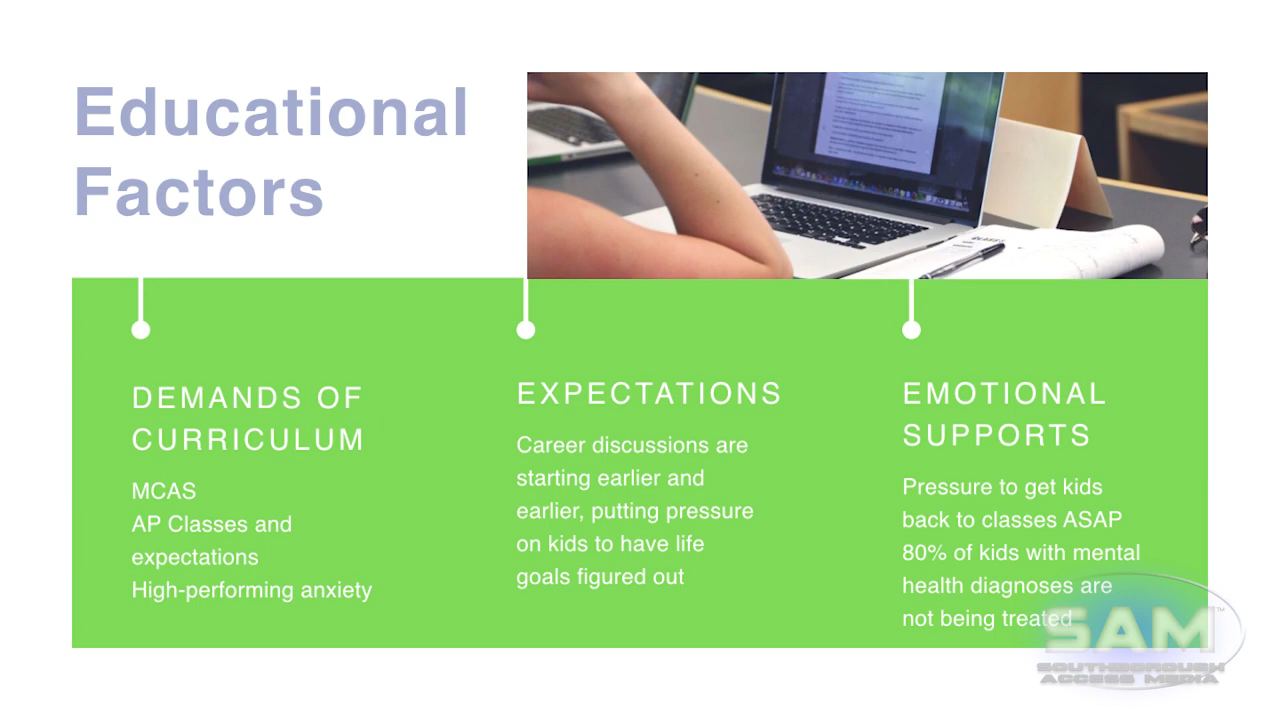 Educational
Factors
DEMANDS OF
CURRICULUM
MCAS
AP Classes and
expectations
High-performing anxiety
EXPECTATIONS
Career discussions are
starting earlier and
earlier, putting pressure
on kids to have life
goals figured out
EMOTIONAL
SUPPORTS
Pressure to get kids
back to classes ASAP
80% of kids with mental
health diagnoses are
not being treated
SAM™
SOUTHBOROUGH
ACCESS MEDIA